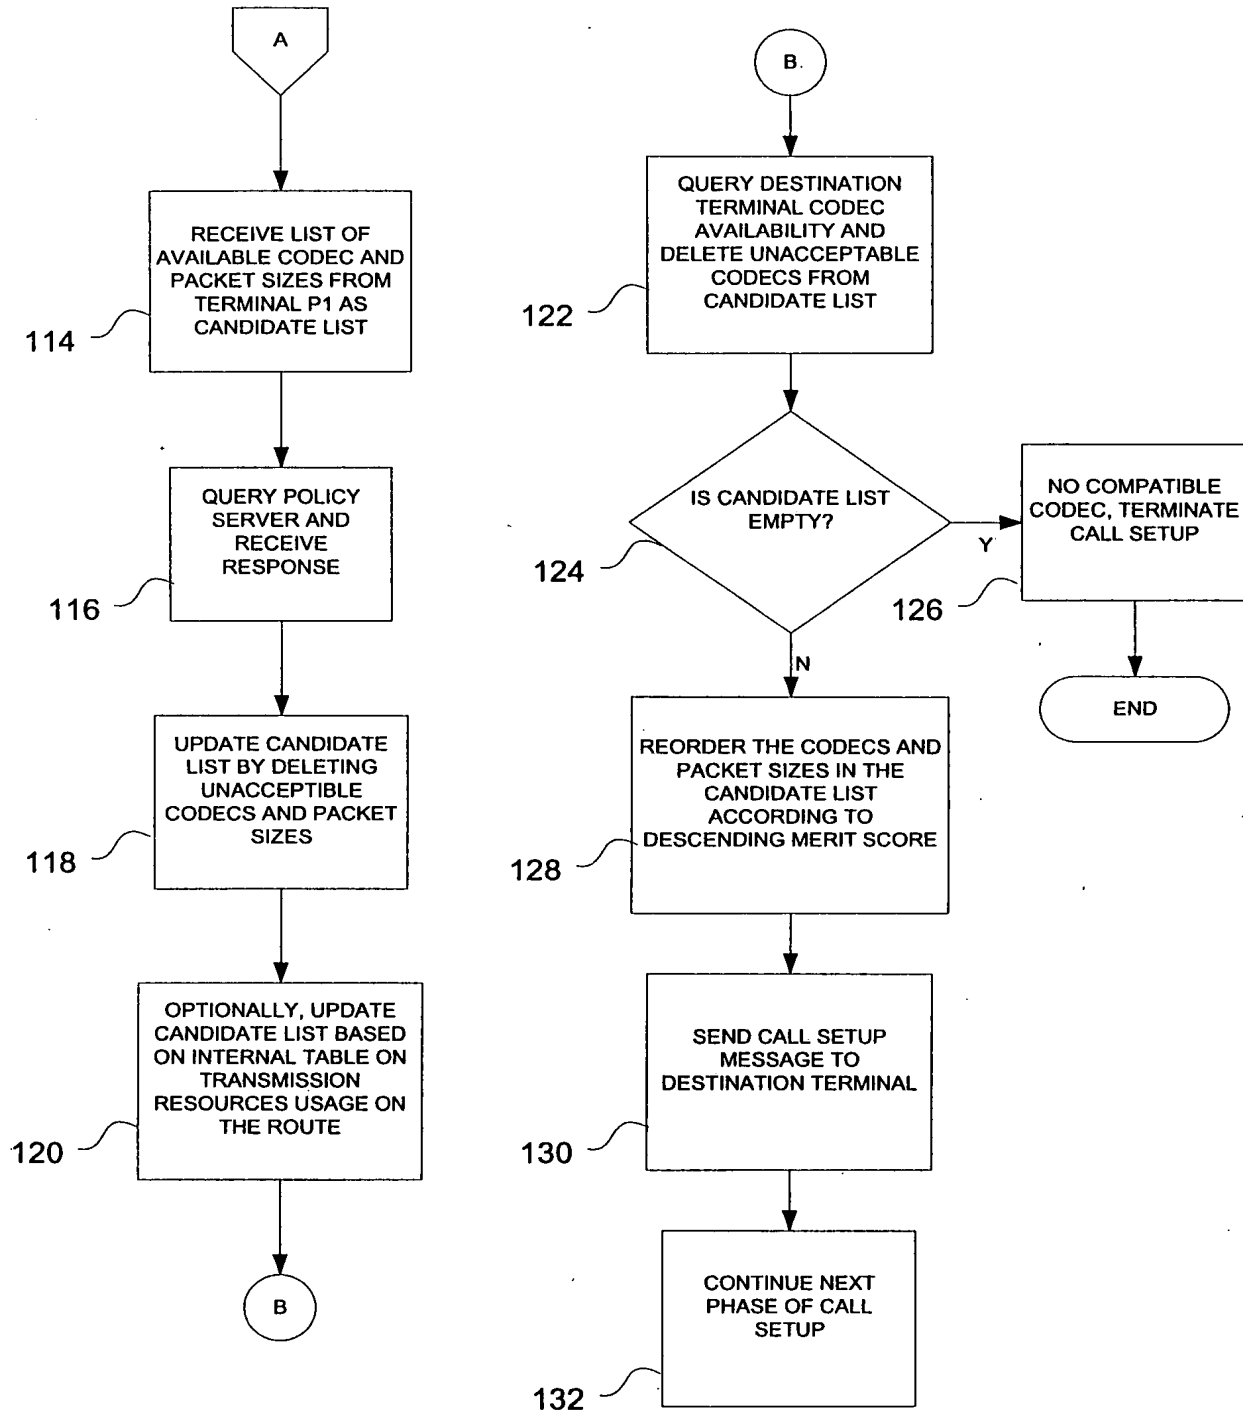 A
RECEIVE LIST OF
AVAILABLE CODEC AND
PACKET SIZES FROM
TERMINAL P1 AS
CANDIDATE LIST
114
QUERY POLICY
SERVER AND
RECEIVE
RESPONSE
116
UPDATE CANDIDATE
LIST BY DELETING
UNACCEPTIBLE
CODECS AND PACKET
SIZES
118
OPTIONALLY, UPDATE
CANDIDATE LIST BASED
ON INTERNAL TABLE ON
TRANSMISSION
RESOURCES USAGE ON
THE ROUTE
120
B
B
QUERY DESTINATION
TERMINAL CODEC
AVAILABILITY AND
DELETE UNACCEPTABLE
CODECS FROM
CANDIDATE LIST
122
IS CANDIDATE LIST
EMPTY?
124
Y
NO COMPATIBLE
CODEC, TERMINATE
CALL SETUP
126
END
N
REORDER THE CODECS AND
PACKET SIZES IN THE
CANDIDATE LIST
ACCORDING TO
DESCENDING MERIT SCORE
128
SEND CALL SETUP
MESSAGE TO
DESTINATION TERMINAL
130
CONTINUE NEXT
PHASE OF CALL
SETUP
132